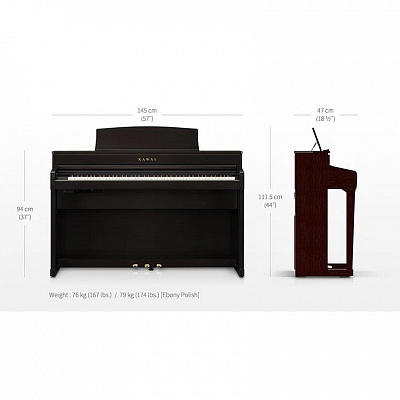 145 cm
(57")
47 cm
(18 ½")
KAWAI
94 cm
(37")
111.5 cm
(44")
Weight : 76 kg (167 lbs.) / 79 kg (174 lbs.) [Ebony Polish]